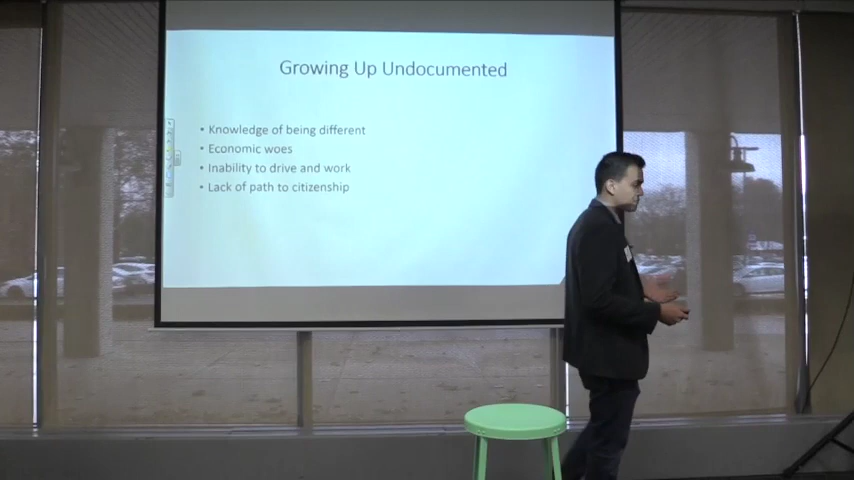 Growing Up Undocumented
• Knowledge of being different
• Economic woes
• Inability to drive and work
• Lack of path to citizenship